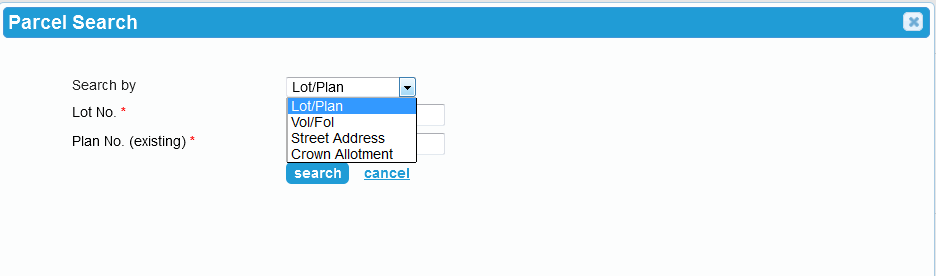 Parcel Search
Search by
Lot/Plan
Lot/Plan
Lot No. *
Vol/Fol
Street Address
Plan No. (existing) *
Crown Allotment
search cancel